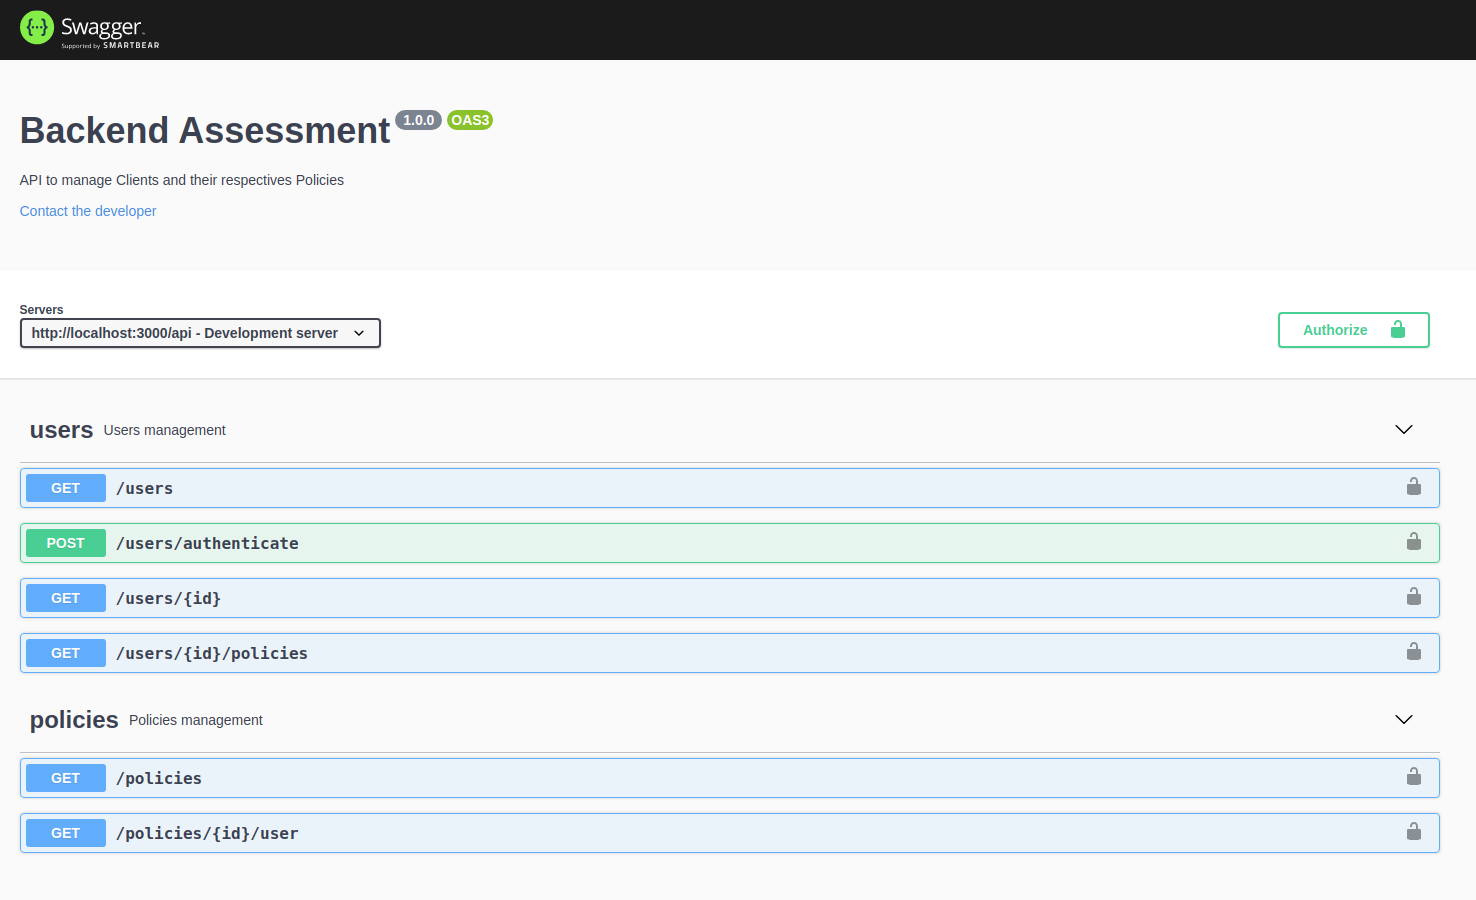 Swagger
Supported by SMARTBEAR
Backend Assessment 1.0.0 OAS3
API to manage Clients and their respectives Policies
Contact the developer
Servers
http://localhost:3000/api - Development server
Authorize
users Users management
GET /users
POST /users/authenticate
GET /users/{id}
GET /users/{id}/policies
policies Policies management
GET /policies
GET /policies/{id}/user